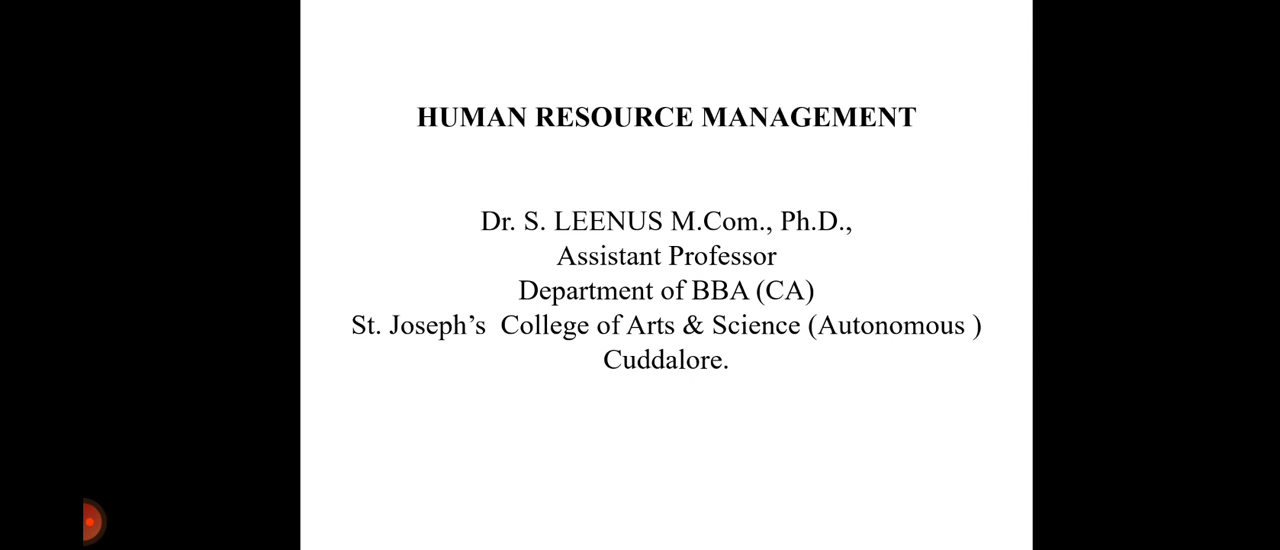 HUMAN RESOURCE MANAGEMENT
Dr. S. LEENUS M.Com., Ph.D.,
Assistant Professor
Department of BBA (CA)
St. Joseph’s  College of Arts & Science (Autonomous )
Cuddalore.